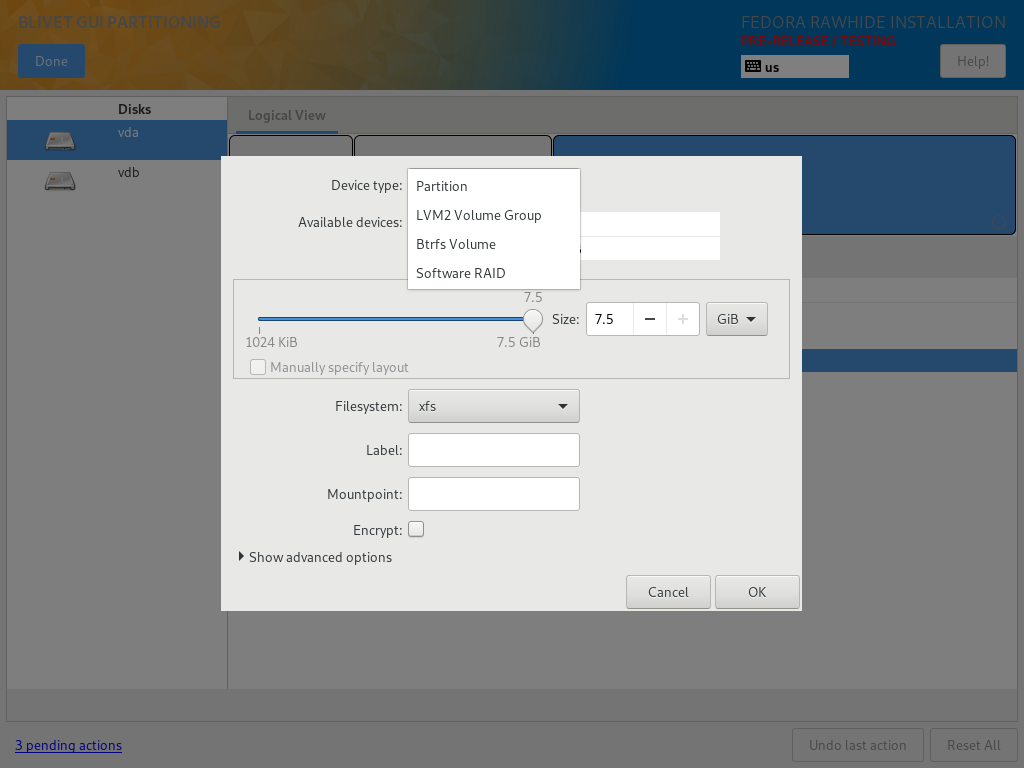 BLIVET GUI PARTITIONING
FEDORA RAWHIDE INSTALLATION
PRE-RELEASE / TESTING
Done
us
Help!
Disks
vda
vdb
Logical View
Device type:
Partition
LVM2 Volume Group
Btrfs Volume
Software RAID
Available devices:
7.5
Size:
7.5
GiB
1024 KiB
7.5 GiB
Manually specify layout
Filesystem:
xfs
Label:
Mountpoint:
Encrypt:
Show advanced options
Cancel
OK
3 pending actions
Undo last action
Reset All